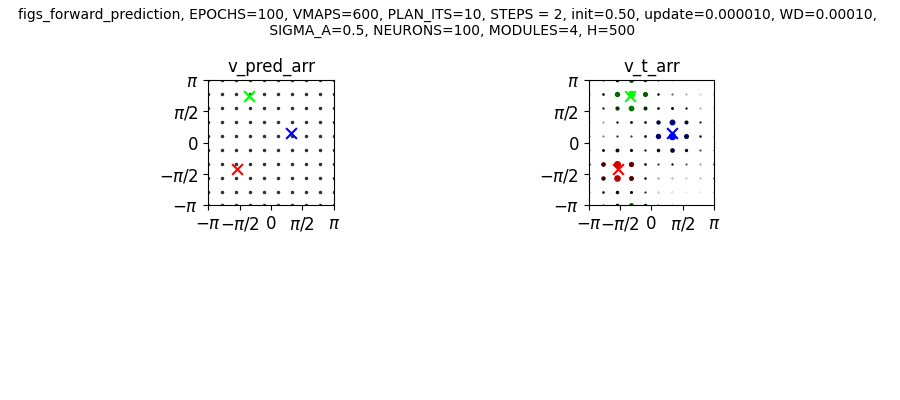 figs_forward_prediction, EPOCHS=100, VMAPS=600, PLAN_ITS=10, STEPS = 2, init=0.50, update=0.000010, WD=0.00010,
SIGMA_A=0.5, NEURONS=100, MODULES=4, H=500
v_pred_arr
π
π/2
0
−π/2
−π
−π −π/2 0 π/2 π
v_t_arr
π
π/2
0
−π/2
−π
−π −π/2 0 π/2 π